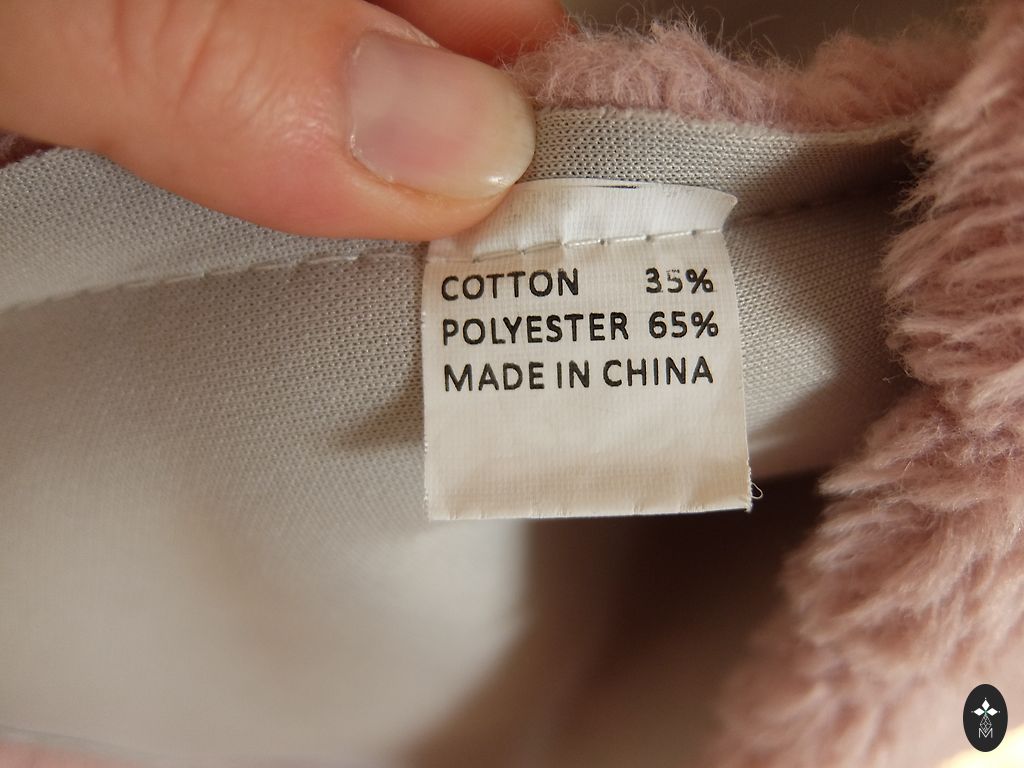 COTTON 35%
POLYESTER 65%
MADE IN CHINA
M